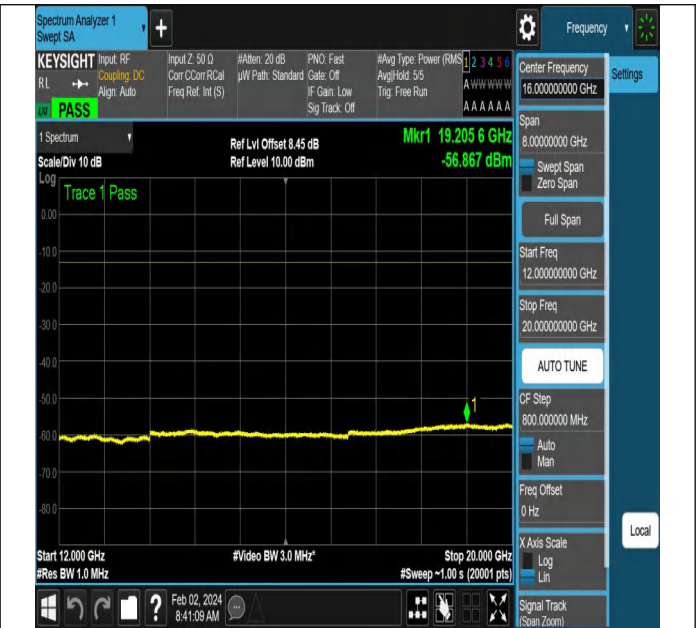 Spectrum Analyzer 1
Swept SA
+
Frequency
KEYSIGHT
RL
Input: RF
Coupling: DC
Align: Auto
Input Z: 50 Ω
Corr CCorr RCal
Freq Ref: Int (S)
#Atten: 20 dB
µW Path: Standard
PNO: Fast
Gate: Off
IF Gain: Low
Sig Track: Off
#Avg Type: Power (RMS
Avg|Hold: 5/5
Trig: Free Run
1 2 3 4 5 6
A W W W W W
A A A A A A
PASS
1 Spectrum
Scale/Div 10 dB
Log
Ref Lvl Offset 8.45 dB
Ref Level 10.00 dBm
Mkr1 19.205 6 GHz
-56.867 dBm
Trace 1 Pass
0.00
-10.0
-20.0
-30.0
-40.0
-50.0
-60.0
-70.0
-80.0
1
Start 12.000 GHz
#Res BW 1.0 MHz
#Video BW 3.0 MHz*
Stop 20.000 GHz
#Sweep ~1.00 s (20001 pts)
?
Feb 02, 2024
8:41:09 AM
Center Frequency
16.000000000 GHz
Settings
Span
8.00000000 GHz
Swept Span
Zero Span
Full Span
Start Freq
12.000000000 GHz
Stop Freq
20.000000000 GHz
AUTO TUNE
CF Step
800.000000 MHz
Auto
Man
Freq Offset
0 Hz
X Axis Scale
Log
Lin
Local
Signal Track
(Span Zoom)